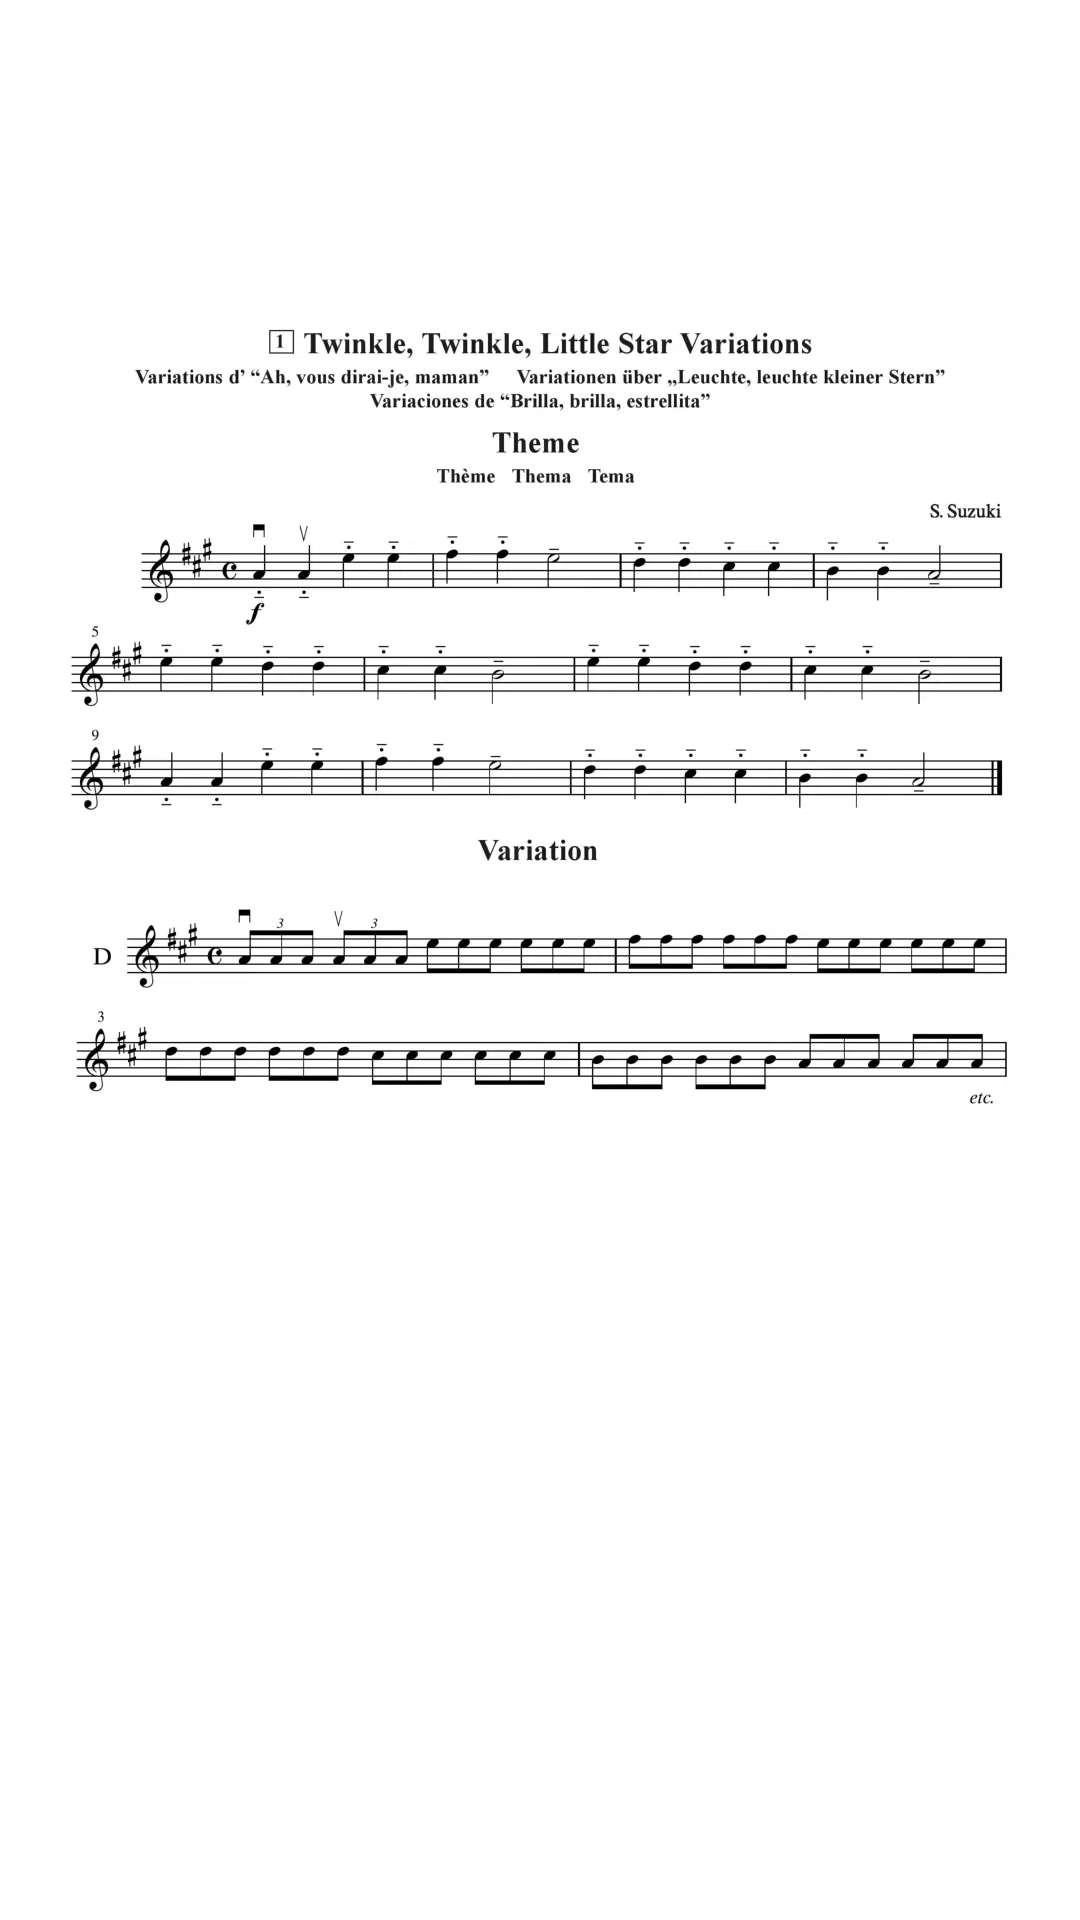 1 Twinkle, Twinkle, Little Star Variations
Variations d’ “Ah, vous dirai-je, maman” Variationen über „Leuchte, leuchte kleiner Stern”
Variaciones de “Brilla, brilla, estrellita”
Theme
Thème Thema Tema
S. Suzuki
f
5
9
Variation
3 3
D
3
etc.